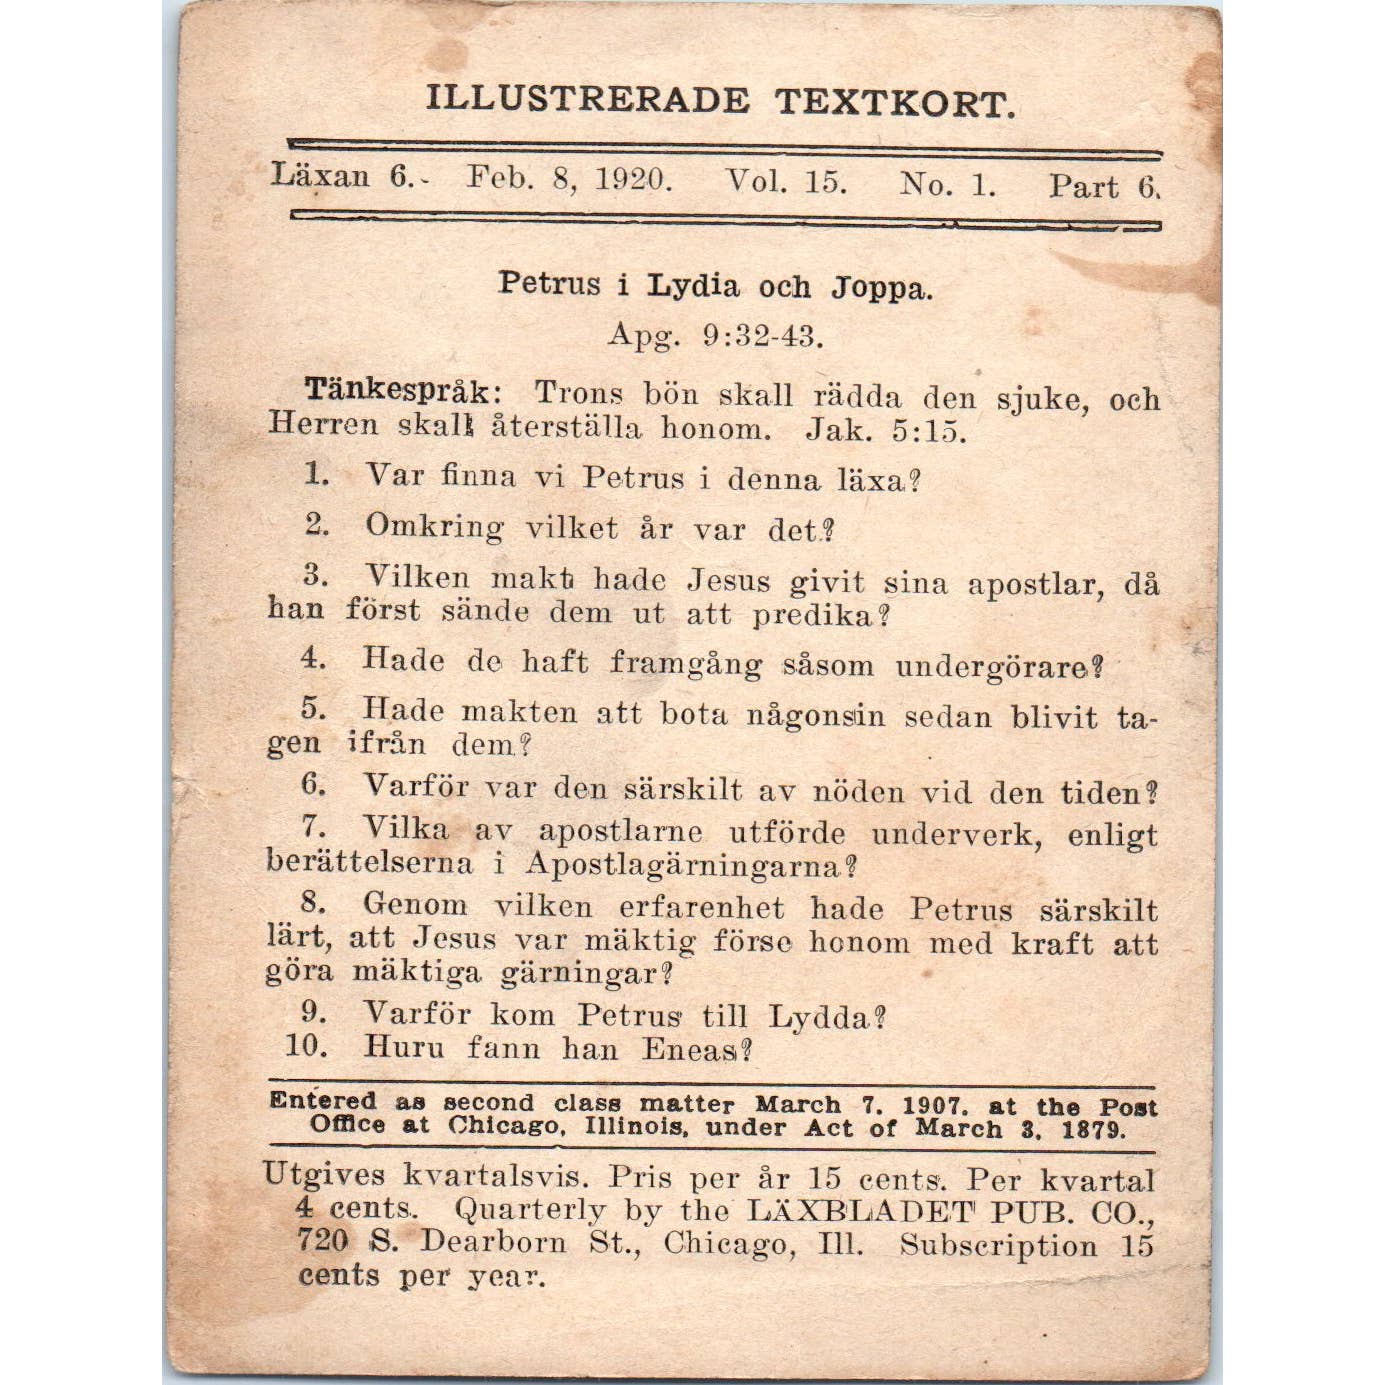 ILLUSTRERADE TEXTKORT.
Läxan 6.- Feb. 8, 1920. Vol. 15. No. 1. Part 6.
Petrus i Lydia och Joppa.
Apg. 9:32-43.
Tänkespråk: Trons bön skall rädda den sjuke, och
Herren skall återställa honom. Jak. 5:15.
1. Var finna vi Petrus i denna läxa?
2. Omkring vilket år var det?
3. Vilken makt hade Jesus givit sina apostlar, då
han först sände dem ut att predika?
4. Hade de haft framgång såsom undergörare?
5. Hade makten att bota någonsin sedan blivit ta-
gen ifrån dem?
6. Varför var den särskilt av nöden vid den tiden?
7. Vilka av apostlarne utförde underverk, enligt
berättelserna i Apostlagärningarna?
8. Genom vilken erfarenhet hade Petrus särskilt
lärt, att Jesus var mäktig förse honom med kraft att
göra mäktiga gärningar?
9. Varför kom Petrus till Lydda?
10. Huru fann han Eneas?
Entered as second class matter March 7, 1907, at the Post
Office at Chicago, Illinois, under Act of March 3, 1879.
Utgives kvartalsvis. Pris per år 15 cents. Per kvartal
4 cents. Quarterly by the LÄXBLADET PUB. CO.,
720 S. Dearborn St., Chicago, Ill. Subscription 15
cents per year.